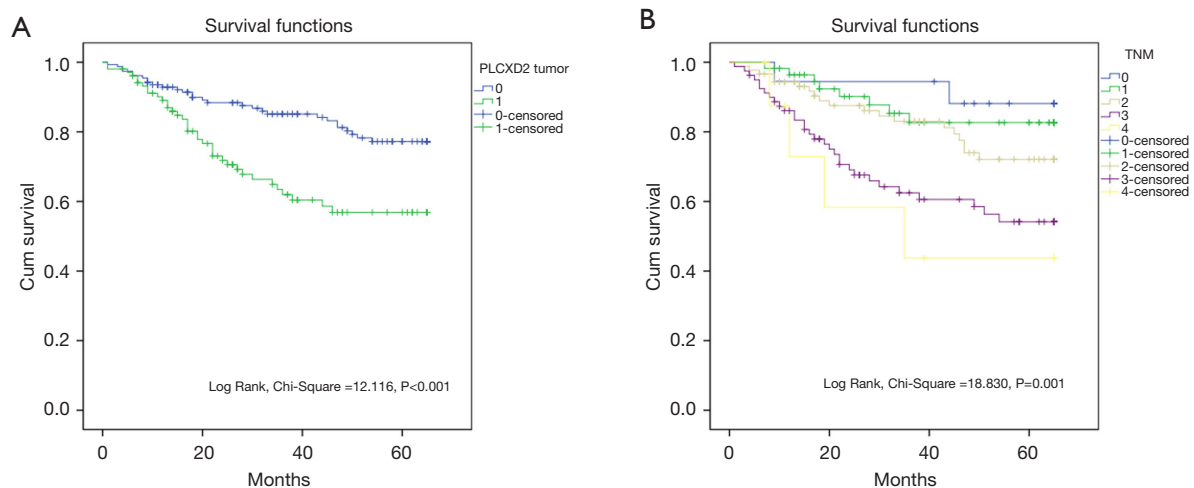 A
Survival functions
PLCXD2 tumor
0
1
0-censored
1-censored
Cum survival
1.0
0.8
0.6
0.4
0.2
0.0
Log Rank, Chi-Square =12.116, P<0.001
0
20
40
60
Months
B
Survival functions
TNM
0
1
2
3
4
0-censored
1-censored
2-censored
3-censored
4-censored
Cum survival
1.0
0.8
0.6
0.4
0.2
0.0
Log Rank, Chi-Square =18.830, P=0.001
0
20
40
60
Months